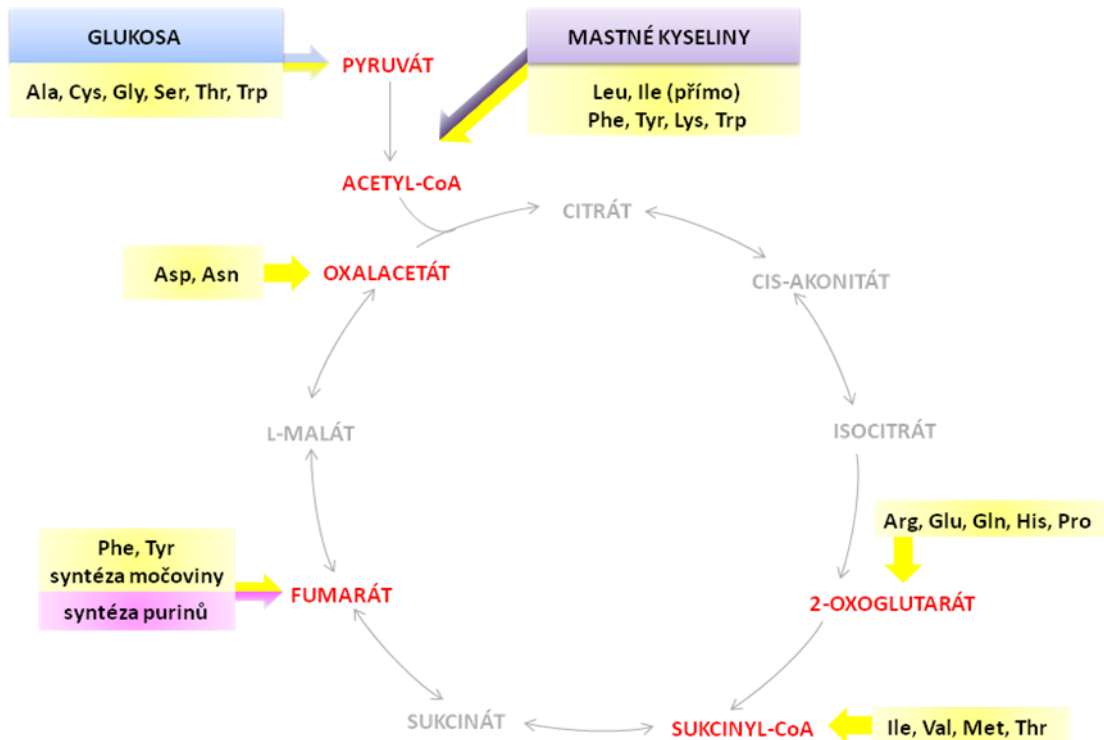 GLUKOSA
Ala, Cys, Gly, Ser, Thr, Trp
PYRUVÁT
MASTNÉ KYSELINY
Leu, Ile (přímo)
Phe, Tyr, Lys, Trp
ACETYL-CoA
CITRÁT
Asp, Asn
OXALACETÁT
CIS-AKONITÁT
L-MALÁT
ISOCITRÁT
Arg, Glu, Gln, His, Pro
Phe, Tyr
syntéza močoviny
syntéza purinů
FUMARÁT
2-OXOGLUTARÁT
SUKCINÁT
SUKCINYL-CoA
Ile, Val, Met, Thr